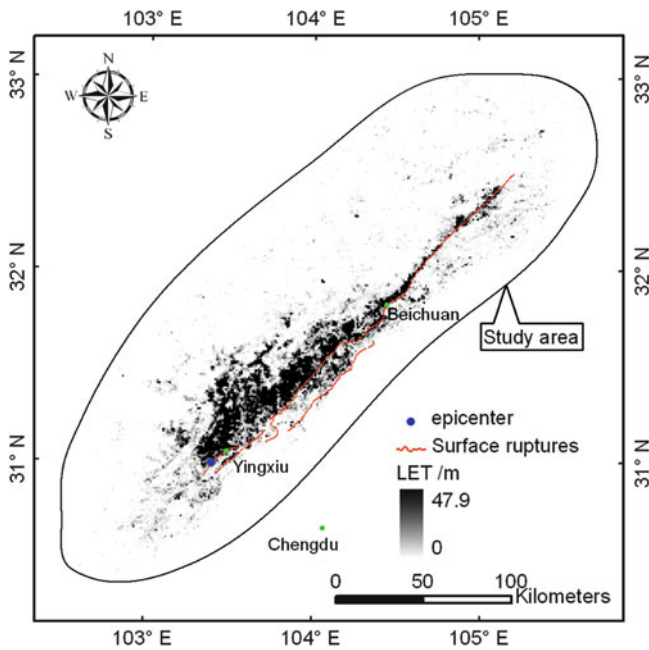 103° E 104° E 105° E
N
W E
S
33° N 33° N
32° N 32° N
Beichuan
Study area
epicenter
Surface ruptures
31° N 31° N
Yingxiu
LET /m
47.9
0
Chengdu
0 50 100
Kilometers
103° E 104° E 105° E